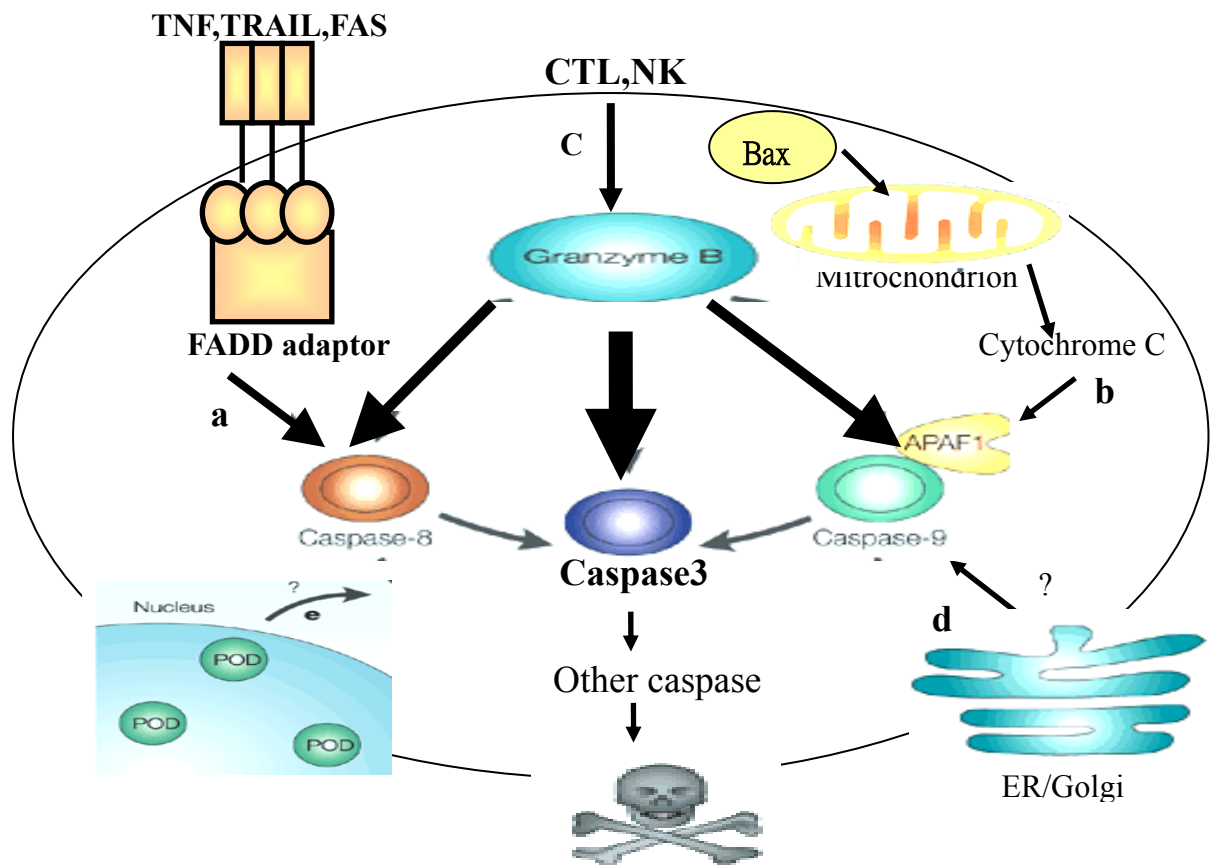 TNF,TRAIL,FAS
CTL,NK
C
Bax
Granzyme B
Mitrochondrion
FADD adaptor
Cytochrome C
a
b
APAF1
Caspase-8
Caspase-9
Caspase3
?
?
Nucleus
e
d
POD
POD
POD
Other caspase
ER/Golgi